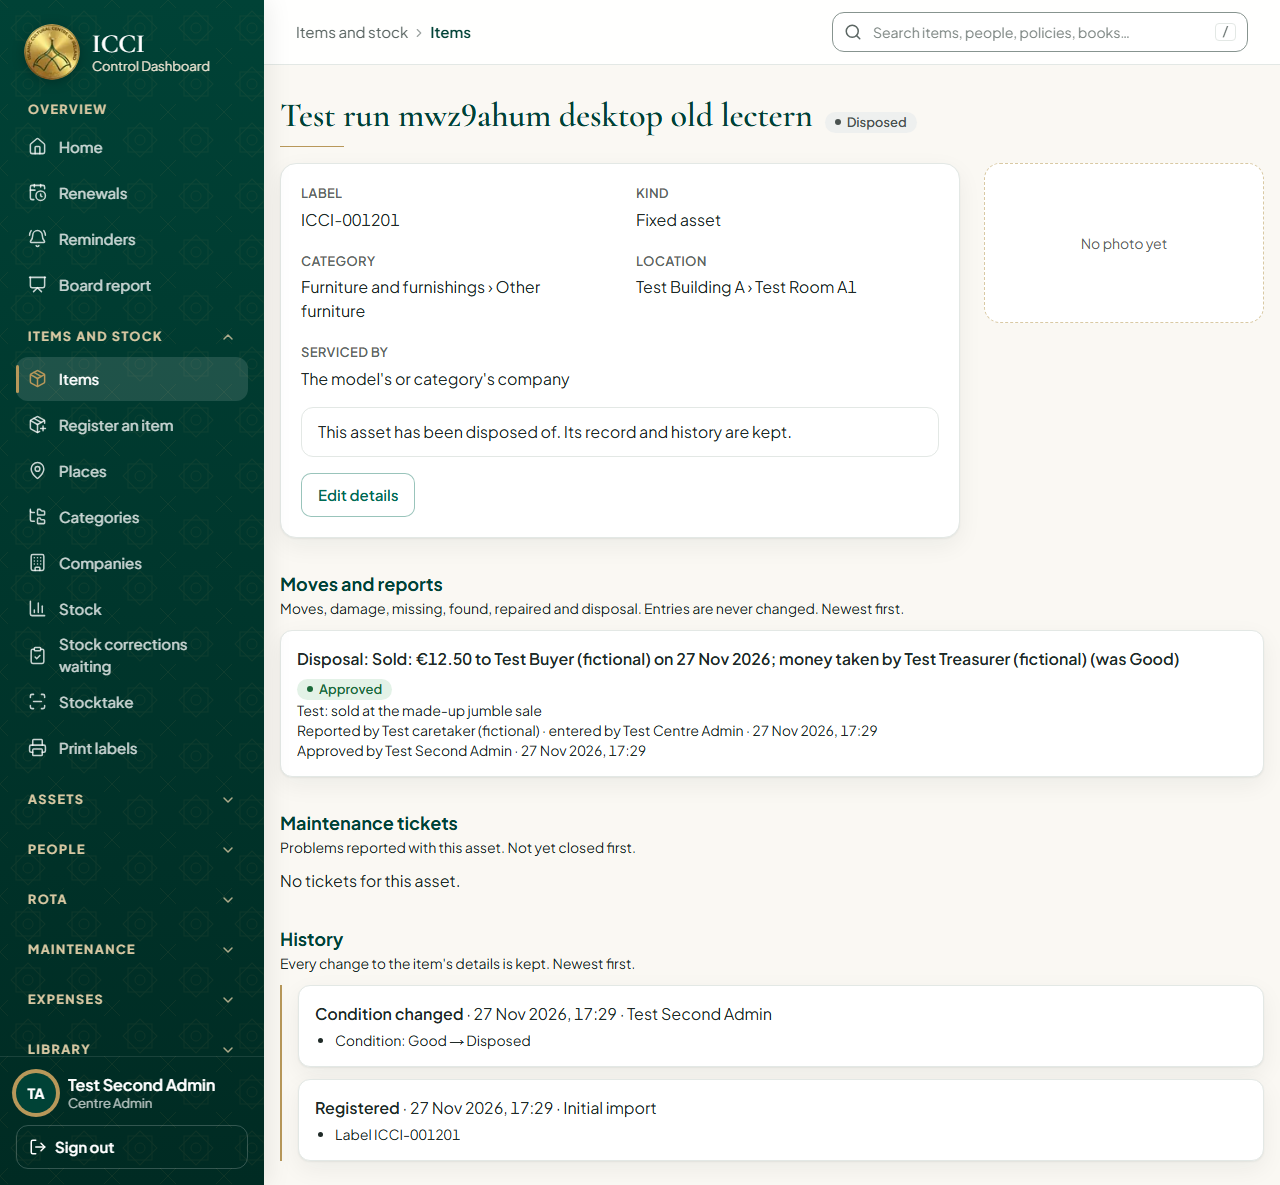 ICCI
Control Dashboard
OVERVIEW
Home
Renewals
Reminders
Board report
ITEMS AND STOCK
Items
Register an item
Places
Categories
Companies
Stock
Stock corrections
waiting
Stocktake
Print labels
ASSETS
PEOPLE
ROTA
MAINTENANCE
EXPENSES
LIBRARY
TA
Test Second Admin
Centre Admin
Sign out
Items and stock › Items
Search items, people, policies, books… /
Test run mwz9ahum desktop old lectern
Disposed
LABEL
ICCI-001201
KIND
Fixed asset
CATEGORY
Furniture and furnishings › Other
furniture
LOCATION
Test Building A › Test Room A1
SERVICED BY
The model's or category's company
This asset has been disposed of. Its record and history are kept.
Edit details
No photo yet
Moves and reports
Moves, damage, missing, found, repaired and disposal. Entries are never changed. Newest first.
Disposal: Sold: €12.50 to Test Buyer (fictional) on 27 Nov 2026; money taken by Test Treasurer (fictional) (was Good)
Approved
Test: sold at the made-up jumble sale
Reported by Test caretaker (fictional) · entered by Test Centre Admin · 27 Nov 2026, 17:29
Approved by Test Second Admin · 27 Nov 2026, 17:29
Maintenance tickets
Problems reported with this asset. Not yet closed first.
No tickets for this asset.
History
Every change to the item's details is kept. Newest first.
Condition changed · 27 Nov 2026, 17:29 · Test Second Admin
• Condition: Good → Disposed
Registered · 27 Nov 2026, 17:29 · Initial import
• Label ICCI-001201